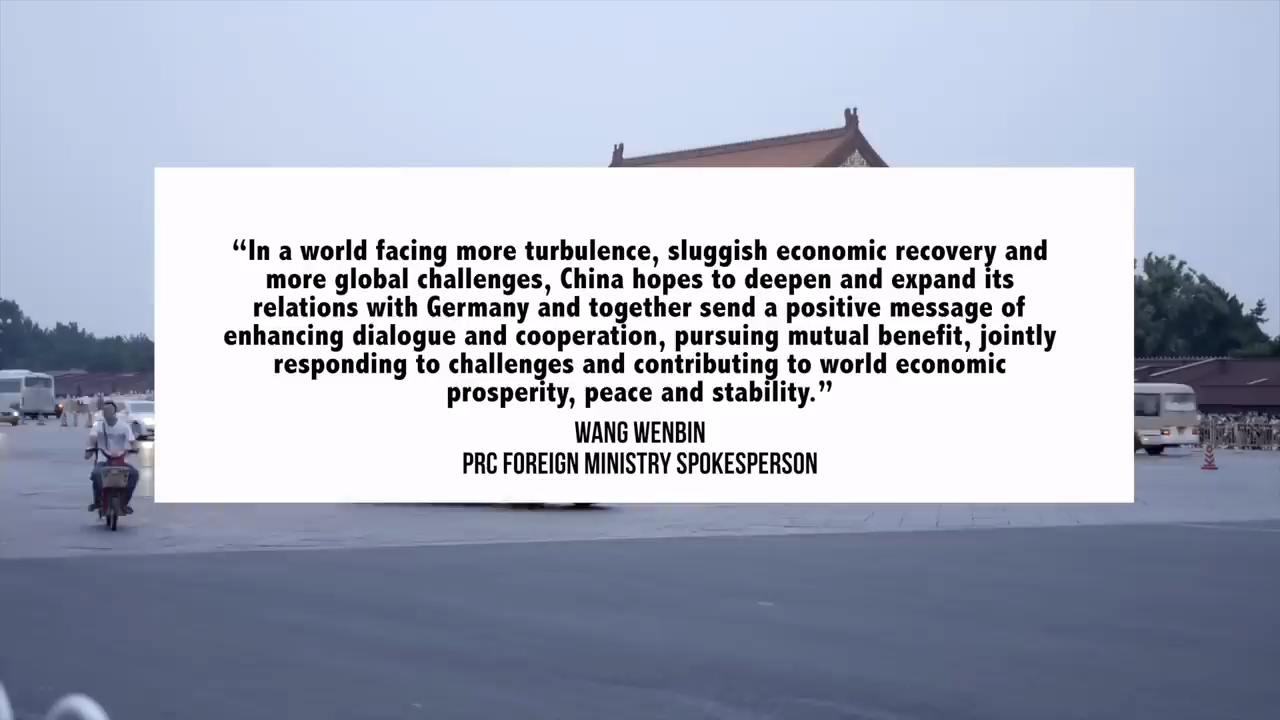 “In a world facing more turbulence, sluggish economic recovery and
more global challenges, China hopes to deepen and expand its
relations with Germany and together send a positive message of
enhancing dialogue and cooperation, pursuing mutual benefit, jointly
responding to challenges and contributing to world economic
prosperity, peace and stability.”
WANG WENBIN
PRC FOREIGN MINISTRY SPOKESPERSON